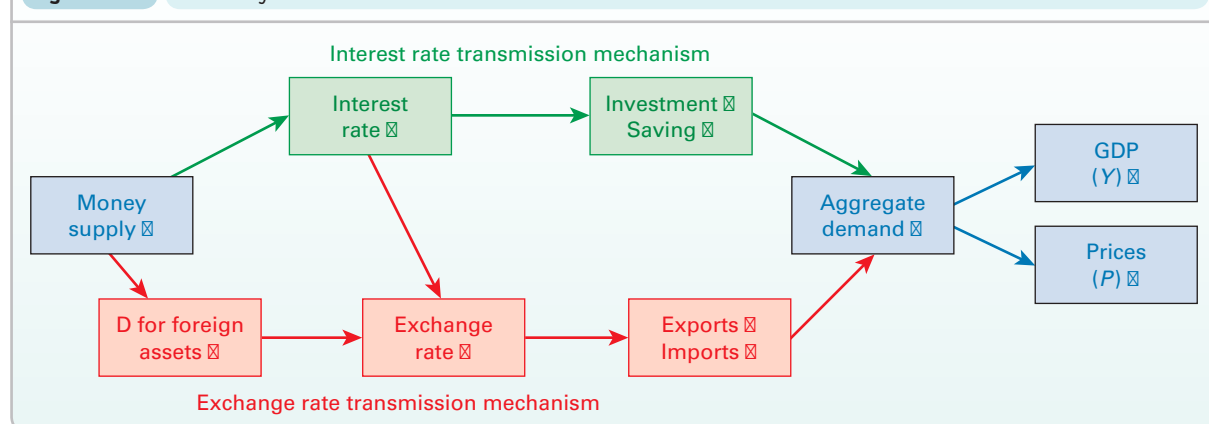 Interest rate transmission mechanism
Interest
rate
Investment
Saving
Money
supply
Aggregate
demand
GDP
(Y)
Prices
(P)
D for foreign
assets
Exchange
rate
Exports
Imports
Exchange rate transmission mechanism